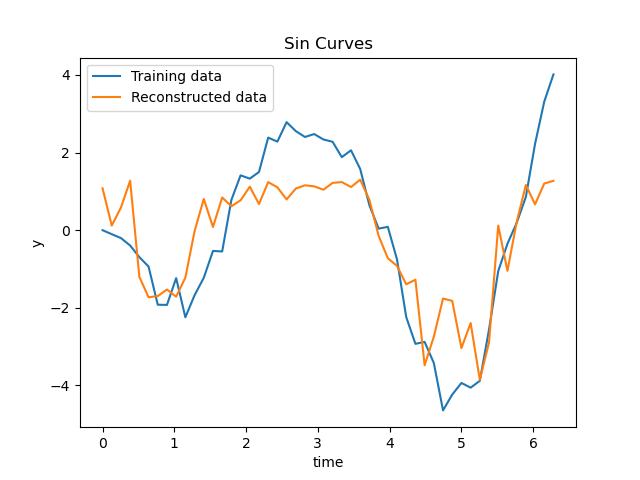 Sin Curves
Training data
Reconstructed data
4
2
0
−2
−4
y
0 1 2 3 4 5 6
time